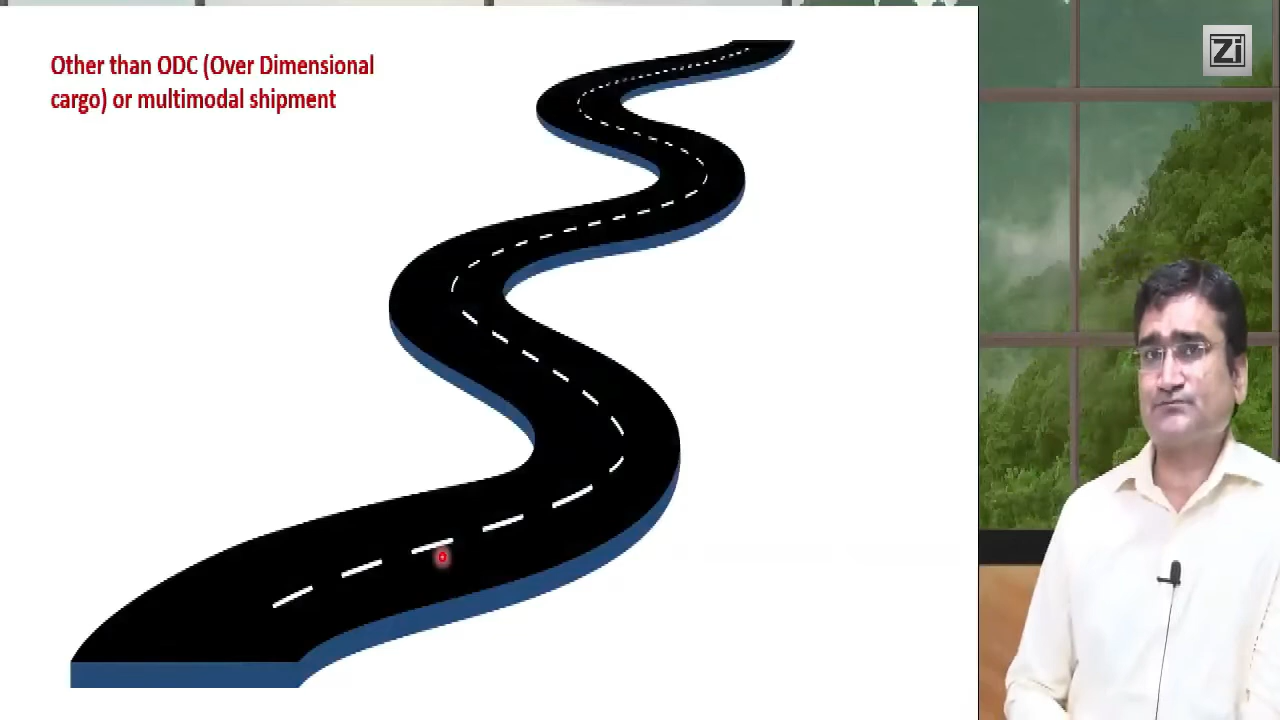 Other than ODC (Over Dimensional
cargo) or multimodal shipment
Zi